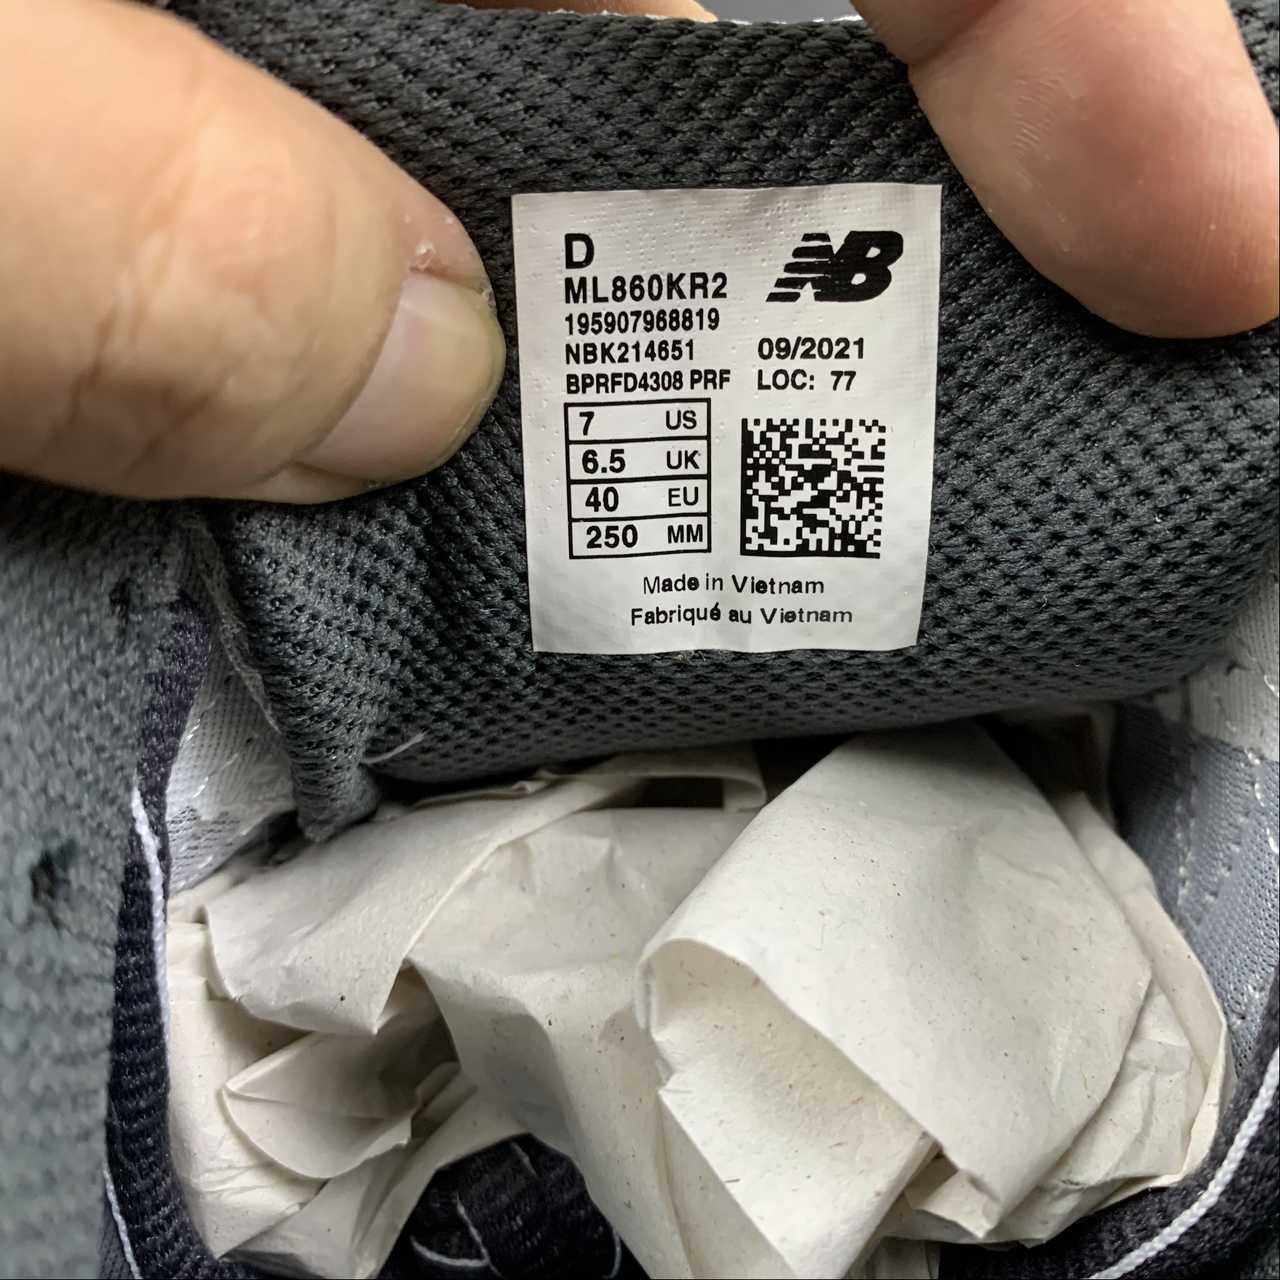 D
NB
ML860KR2
195907968819
NBK214651
09/2021
BPRFD4308 PRF
LOC: 77
7 US
6.5 UK
40 EU
250 MM
Made in Vietnam
Fabriqué au Vietnam